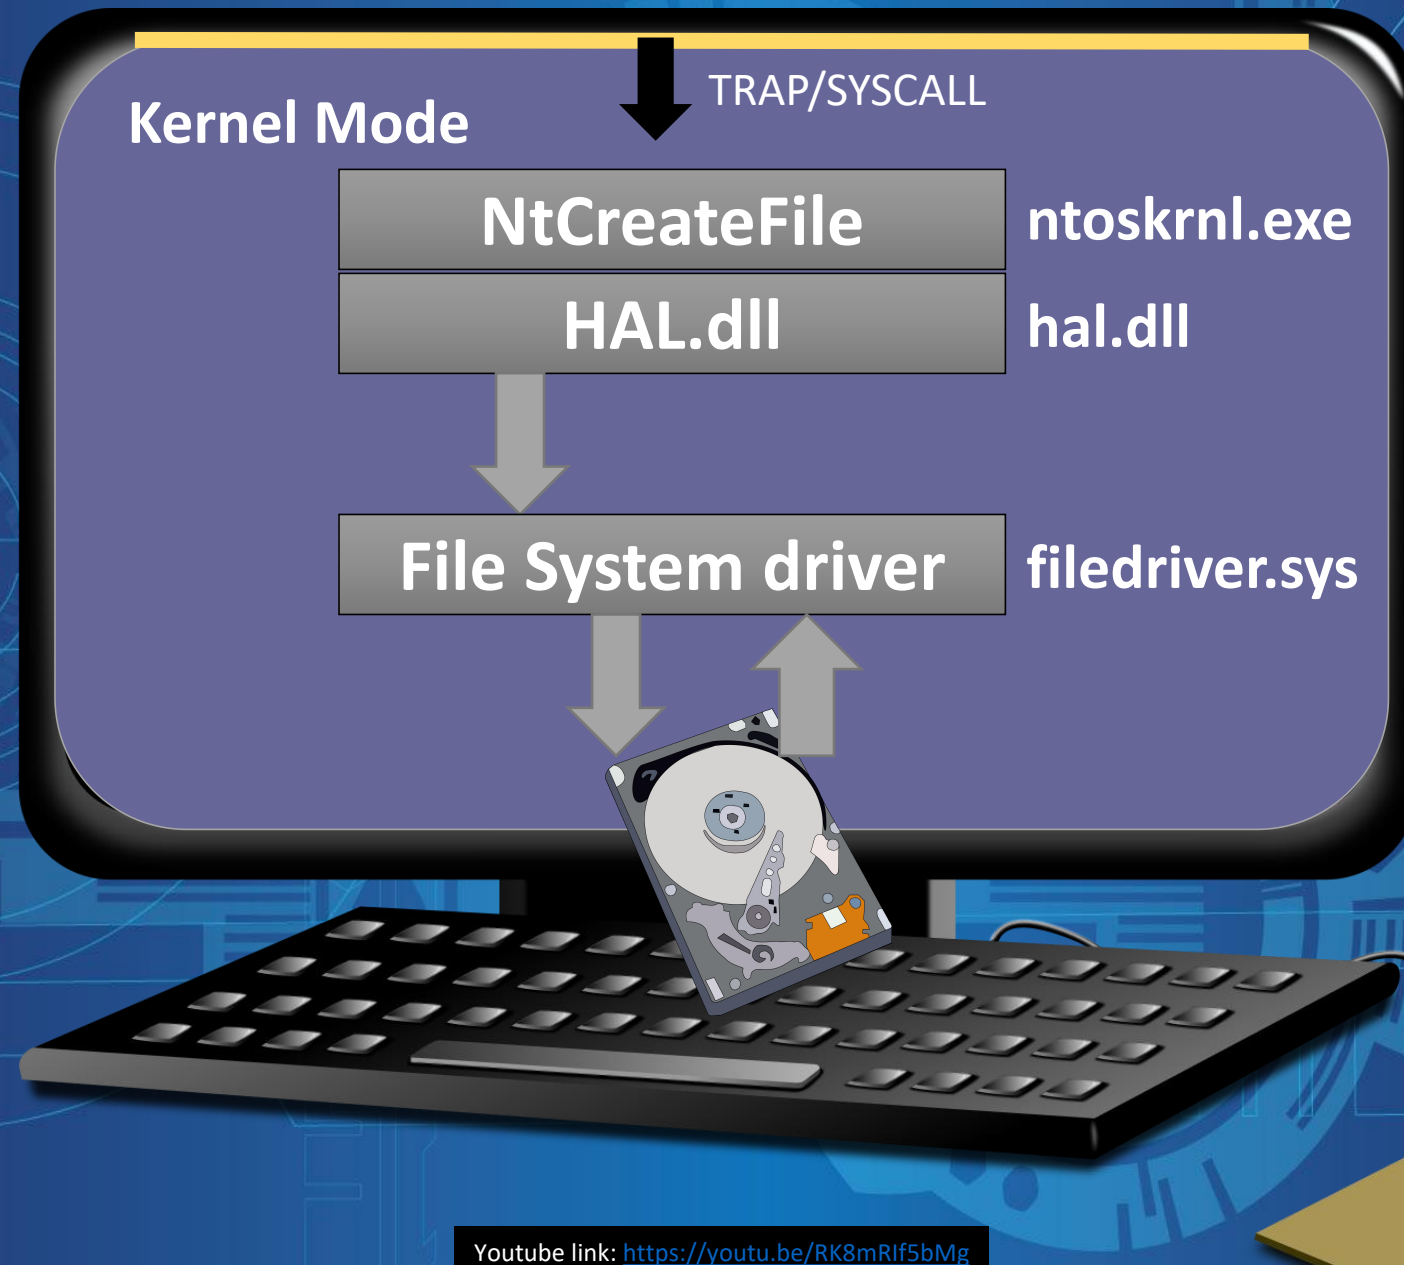 TRAP/SYSCALL
Kernel Mode
NtCreateFile
ntoskrnl.exe
HAL.dll
hal.dll
File System driver
filedriver.sys
Youtube link: https://youtu.be/RK8mRIf5bMg